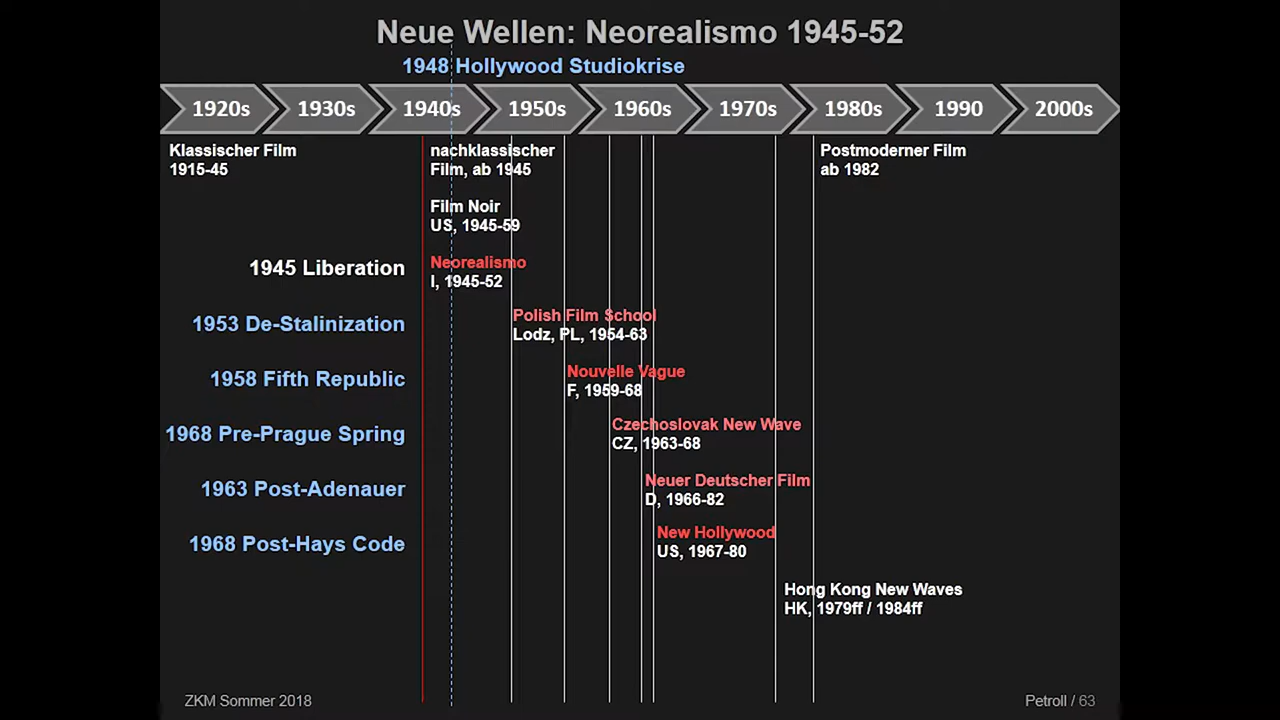 Neue Wellen: Neorealismo 1945-52
1948 Hollywood Studiokrise
1920s 1930s 1940s 1950s 1960s 1970s 1980s 1990 2000s
Klassischer Film
1915-45
nachklassischer
Film, ab 1945
Postmoderner Film
ab 1982
Film Noir
US, 1945-59
1945 Liberation
Neorealismo
I, 1945-52
1953 De-Stalinization
Polish Film School
Lodz, PL, 1954-63
1958 Fifth Republic
Nouvelle Vague
F, 1959-68
1968 Pre-Prague Spring
Czechoslovak New Wave
CZ, 1963-68
1963 Post-Adenauer
Neuer Deutscher Film
D, 1966-82
1968 Post-Hays Code
New Hollywood
US, 1967-80
Hong Kong New Waves
HK, 1979ff / 1984ff
ZKM Sommer 2018
Petroll / 63